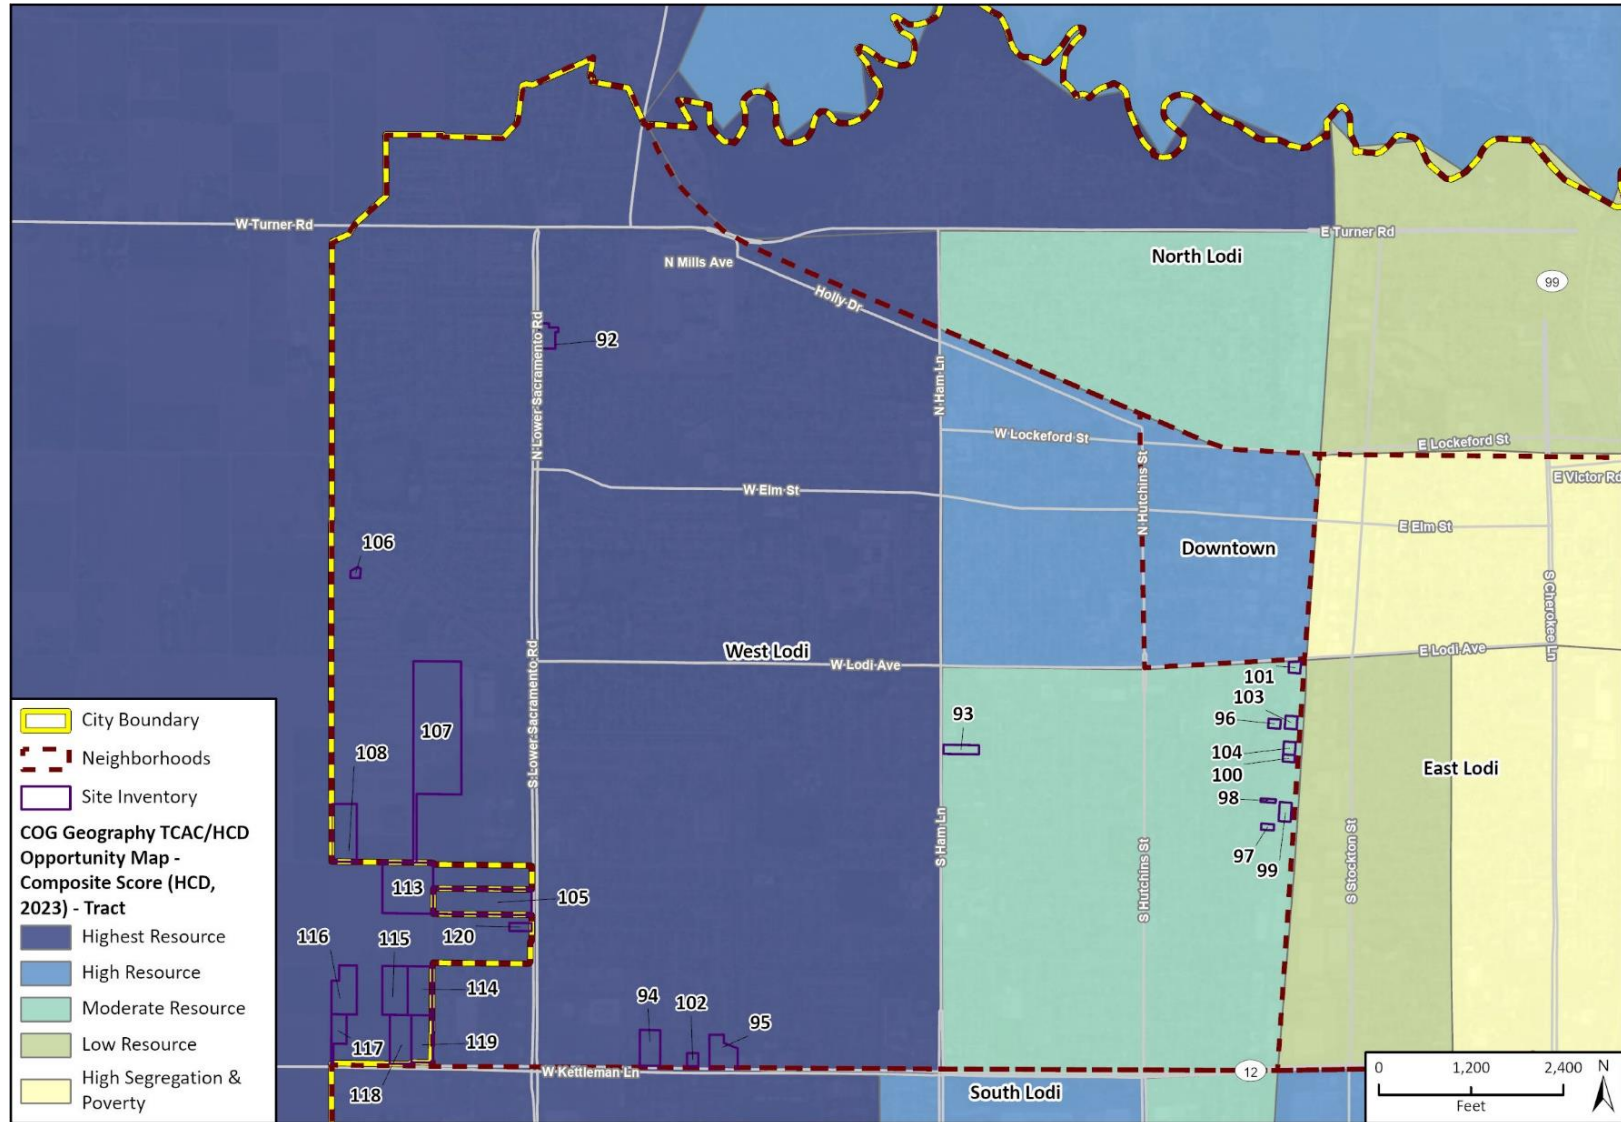 W Turner Rd
E Turner Rd
North Lodi
N Mills Ave
99
Holly Dr
92
N Lower Sacramento Rd
N Ham Ln
W Lockeford St
E Lockeford St
E Victor Rd
W Elm St
N Hutchins St
E Elm St
Downtown
106
S Cherokee Ln
West Lodi
W Lodi Ave
E Lodi Ave
S Lower Sacramento Rd
101
103
96
93
107
108
104
100
East Lodi
98
97
99
S Ham Ln
S Hutchins St
S Stockton St
113
105
120
116
115
114
94
102
95
117
119
118
W Kettleman Ln
12
South Lodi
City Boundary
Neighborhoods
Site Inventory
COG Geography TCAC/HCD
Opportunity Map -
Composite Score (HCD,
2023) - Tract
Highest Resource
High Resource
Moderate Resource
Low Resource
High Segregation &
Poverty
0 1,200 2,400
Feet
N